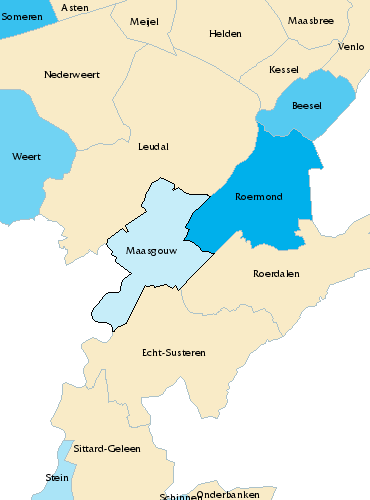 Asten
Someren
Meijel
Maasbree
Helden
Venlo
Kessel
Nederweert
Beesel
Leudal
Weert
Roermond
Maasgouw
Roerdalen
Echt-Susteren
Sittard-Geleen
Stein
Schinnen
Onderbanken